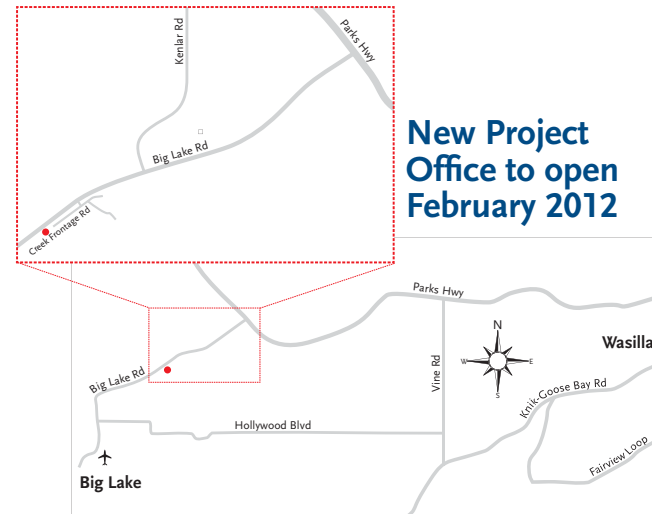 Parks Hwy
Kenlar Rd
Big Lake Rd
Creek Frontage Rd
New Project
Office to open
February 2012
Parks Hwy
N
W
E
S
Wasilla
Vine Rd
Big Lake Rd
Knik-Goose Bay Rd
Hollywood Blvd
Fairview Loop
Big Lake